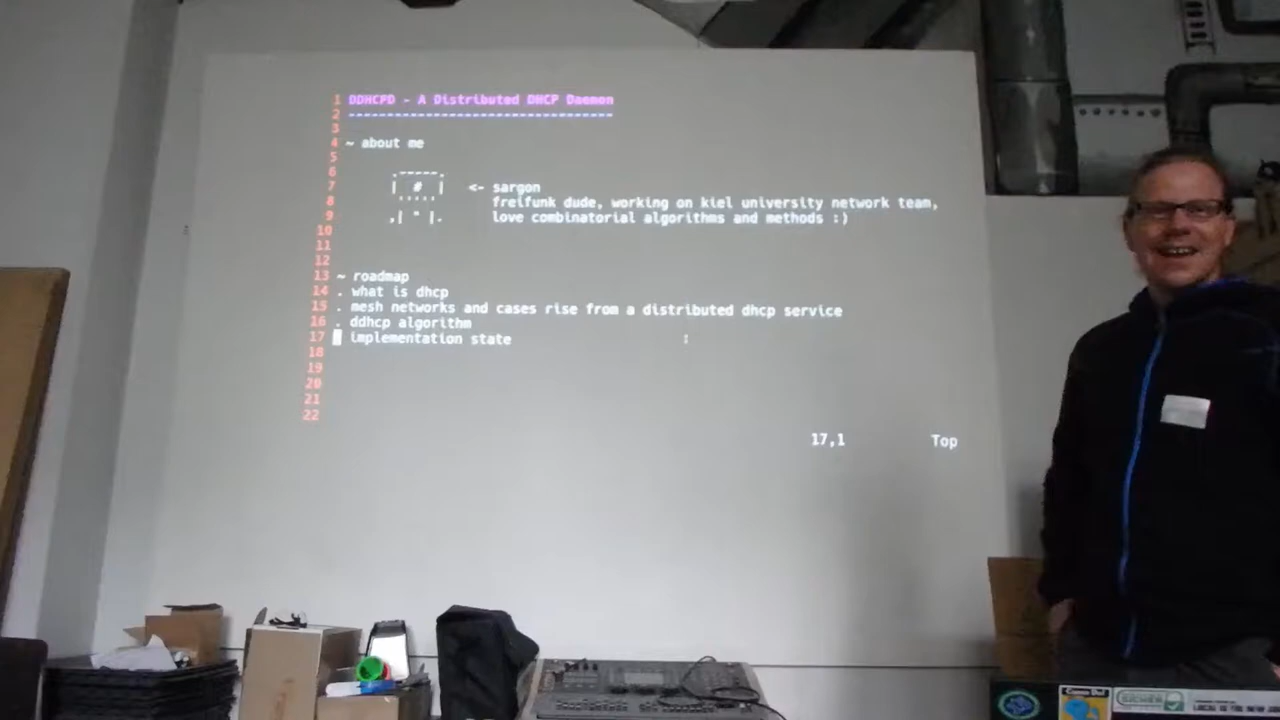 1 DDHCPD - A Distributed DHCP Daemon
2 ----------------------------------
3
4 ~ about me
5
6 .-----.
7 | # | <- sargon
8 '''''  freifunk dude, working on kiel university network team,
9 ,| " |. love combinatorial algorithms and methods :)
10
11
12
13 ~ roadmap
14 . what is dhcp
15 . mesh networks and cases rise from a distributed dhcp service
16 . ddhcp algorithm
17 implementation state
18
19
20
21
22
17,1 Top